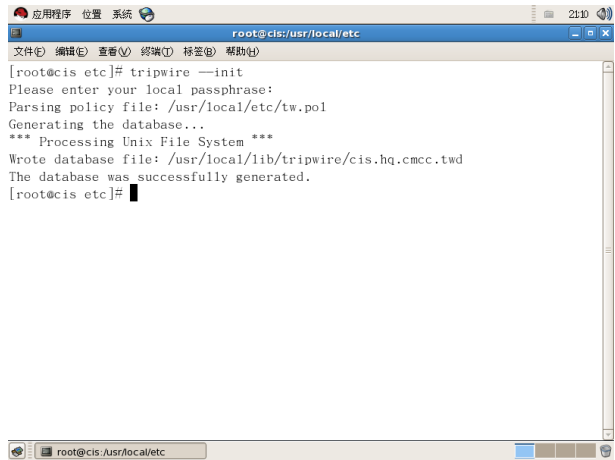 应用程序 位置 系统 21:10
root@cis:/usr/local/etc
文件(F) 编辑(E) 查看(V) 终端(T) 标签(B) 帮助(H)
[root@cis etc]# tripwire --init
Please enter your local passphrase:
Parsing policy file: /usr/local/etc/tw.pol
Generating the database...
*** Processing Unix File System ***
Wrote database file: /usr/local/lib/tripwire/cis.hq.cmcc.twd
The database was successfully generated.
[root@cis etc]#
root@cis:/usr/local/etc